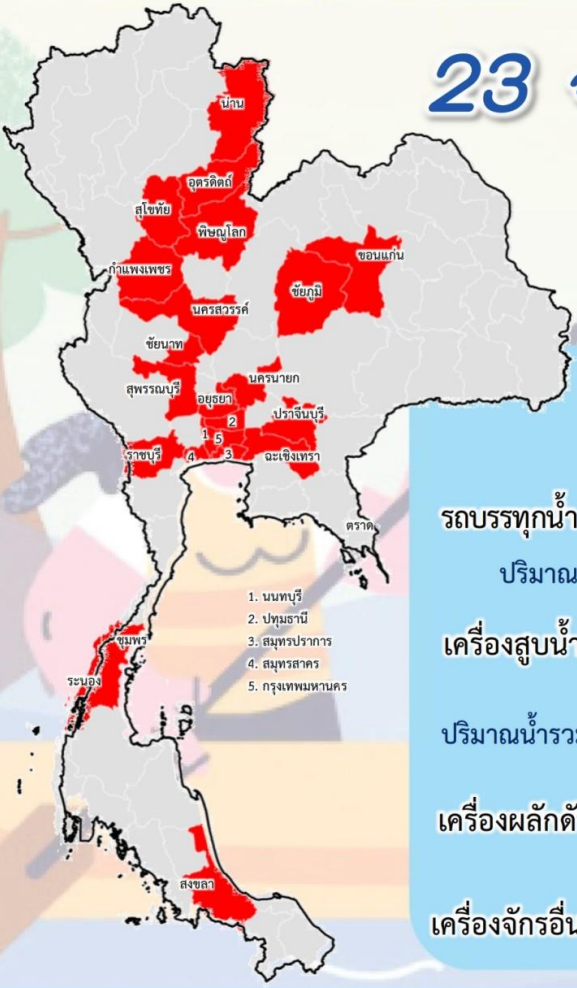 23
น่าน
อุตรดิตถ์
สุโขทัย
พิษณุโลก
ขอนแก่น
กำแพงเพชร
ชัยภูมิ
นครสวรรค์
ชัยนาท
สุพรรณบุรี
นครนายก
อยุธยา
ปราจีนบุรี
2
1
5
ราชบุรี
4
3
ฉะเชิงเทรา
ตราด
รถบรรทุกน้ำ
ปริมาณ
1. นนทบุรี
2. ปทุมธานี
3. สมุทรปราการ
4. สมุทรสาคร
5. กรุงเทพมหานคร
เครื่องสูบน้ำ
ชุมพร
ระนอง
ปริมาณน้ำรวม
เครื่องผลักดั
สงขลา
เครื่องจักรอื่น